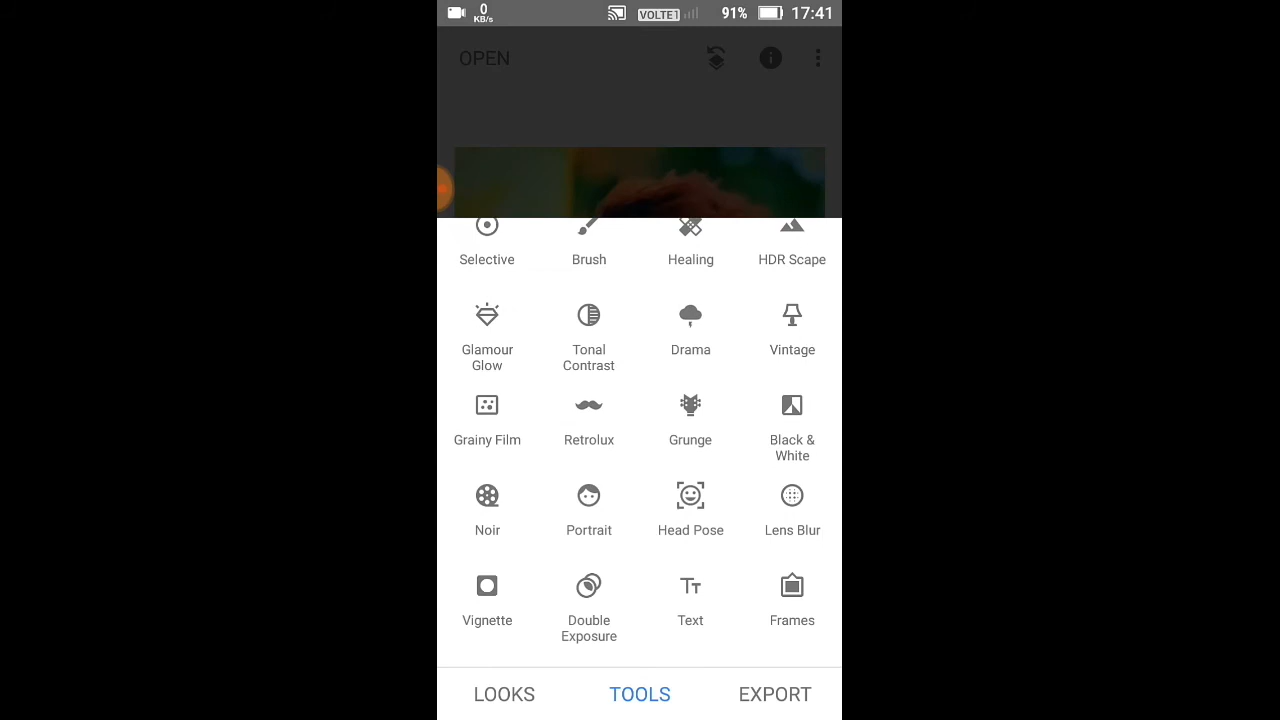 0
KB/s
VOLTE 1
91%
17:41
OPEN
Selective
Brush
Healing
HDR Scape
Glamour
Glow
Tonal
Contrast
Drama
Vintage
Grainy Film
Retrolux
Grunge
Black &
White
Noir
Portrait
Head Pose
Lens Blur
Vignette
Double
Exposure
Text
Frames
LOOKS
TOOLS
EXPORT